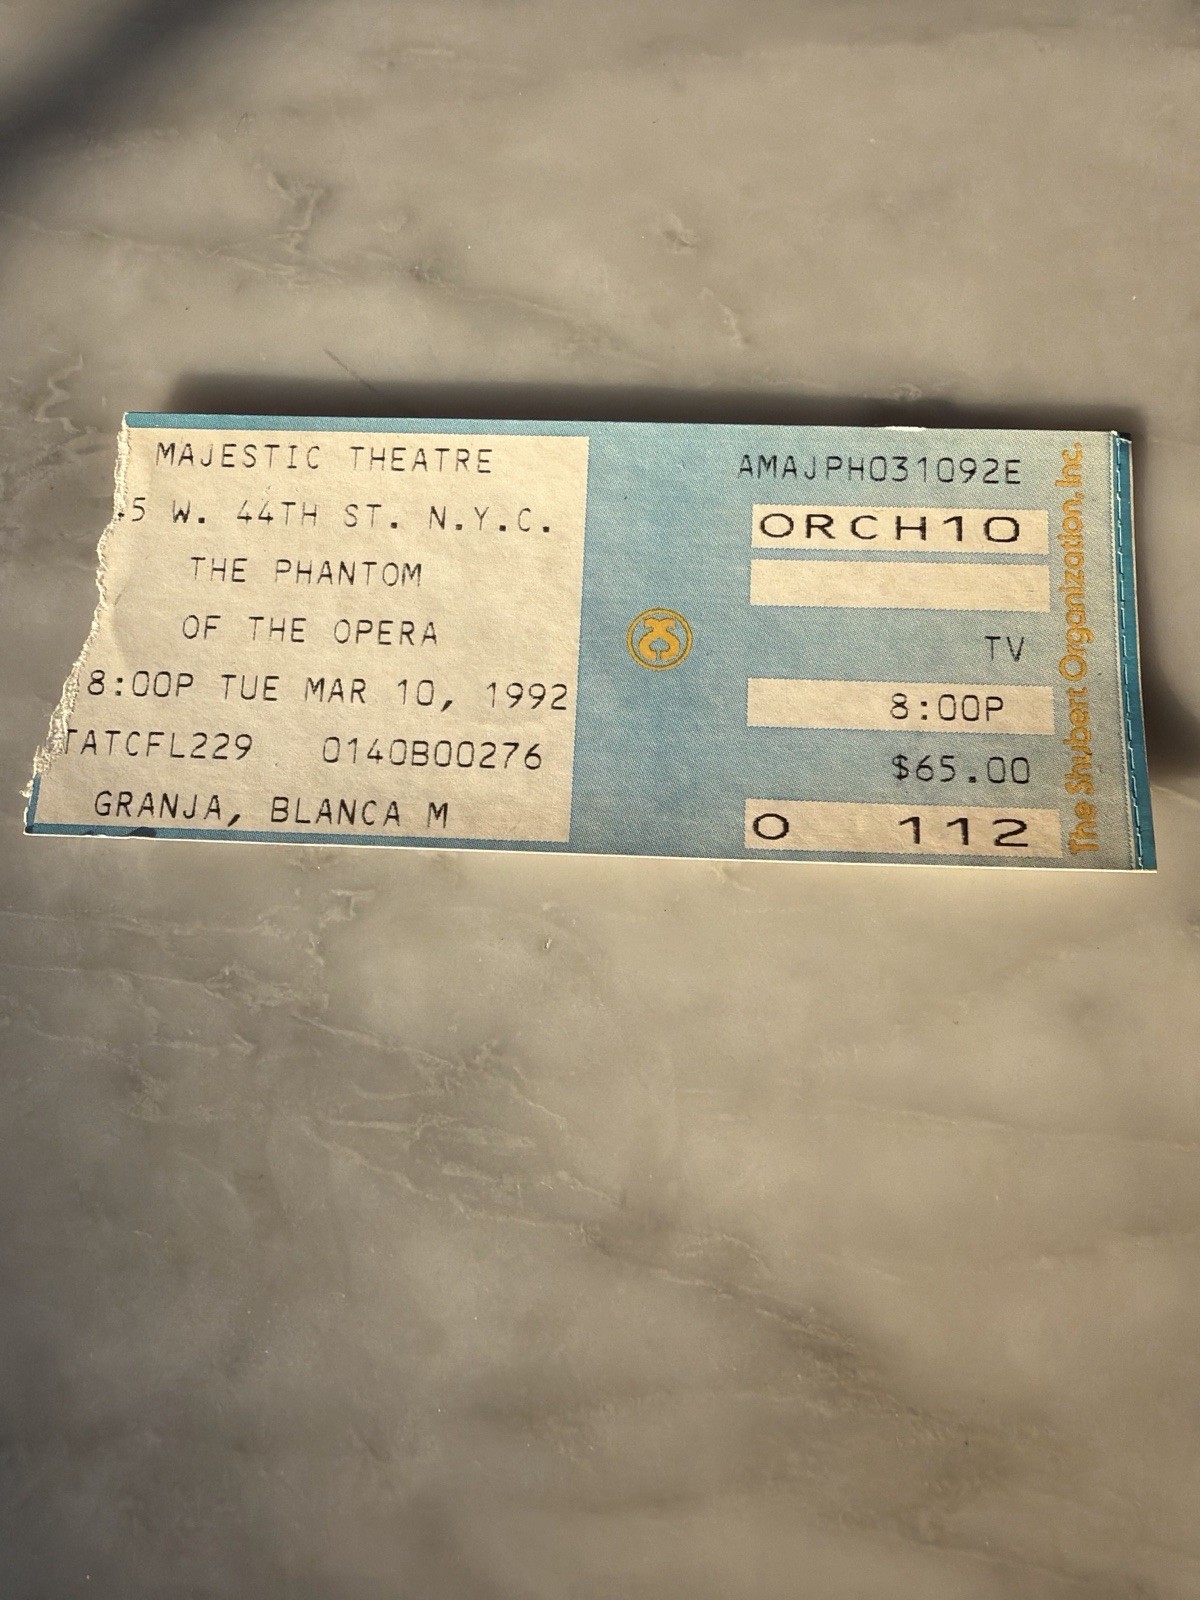 MAJESTIC THEATRE
5 W. 44TH ST. N.Y.C.
THE PHANTOM
OF THE OPERA
8:00P TUE MAR 10, 1992
TATCFL229 0140B00276
GRANJA, BLANCA M
AMAJPH031092E
ORCH10
TV
8:00P
$65.00
O 112
The Shubert Organization, Inc.